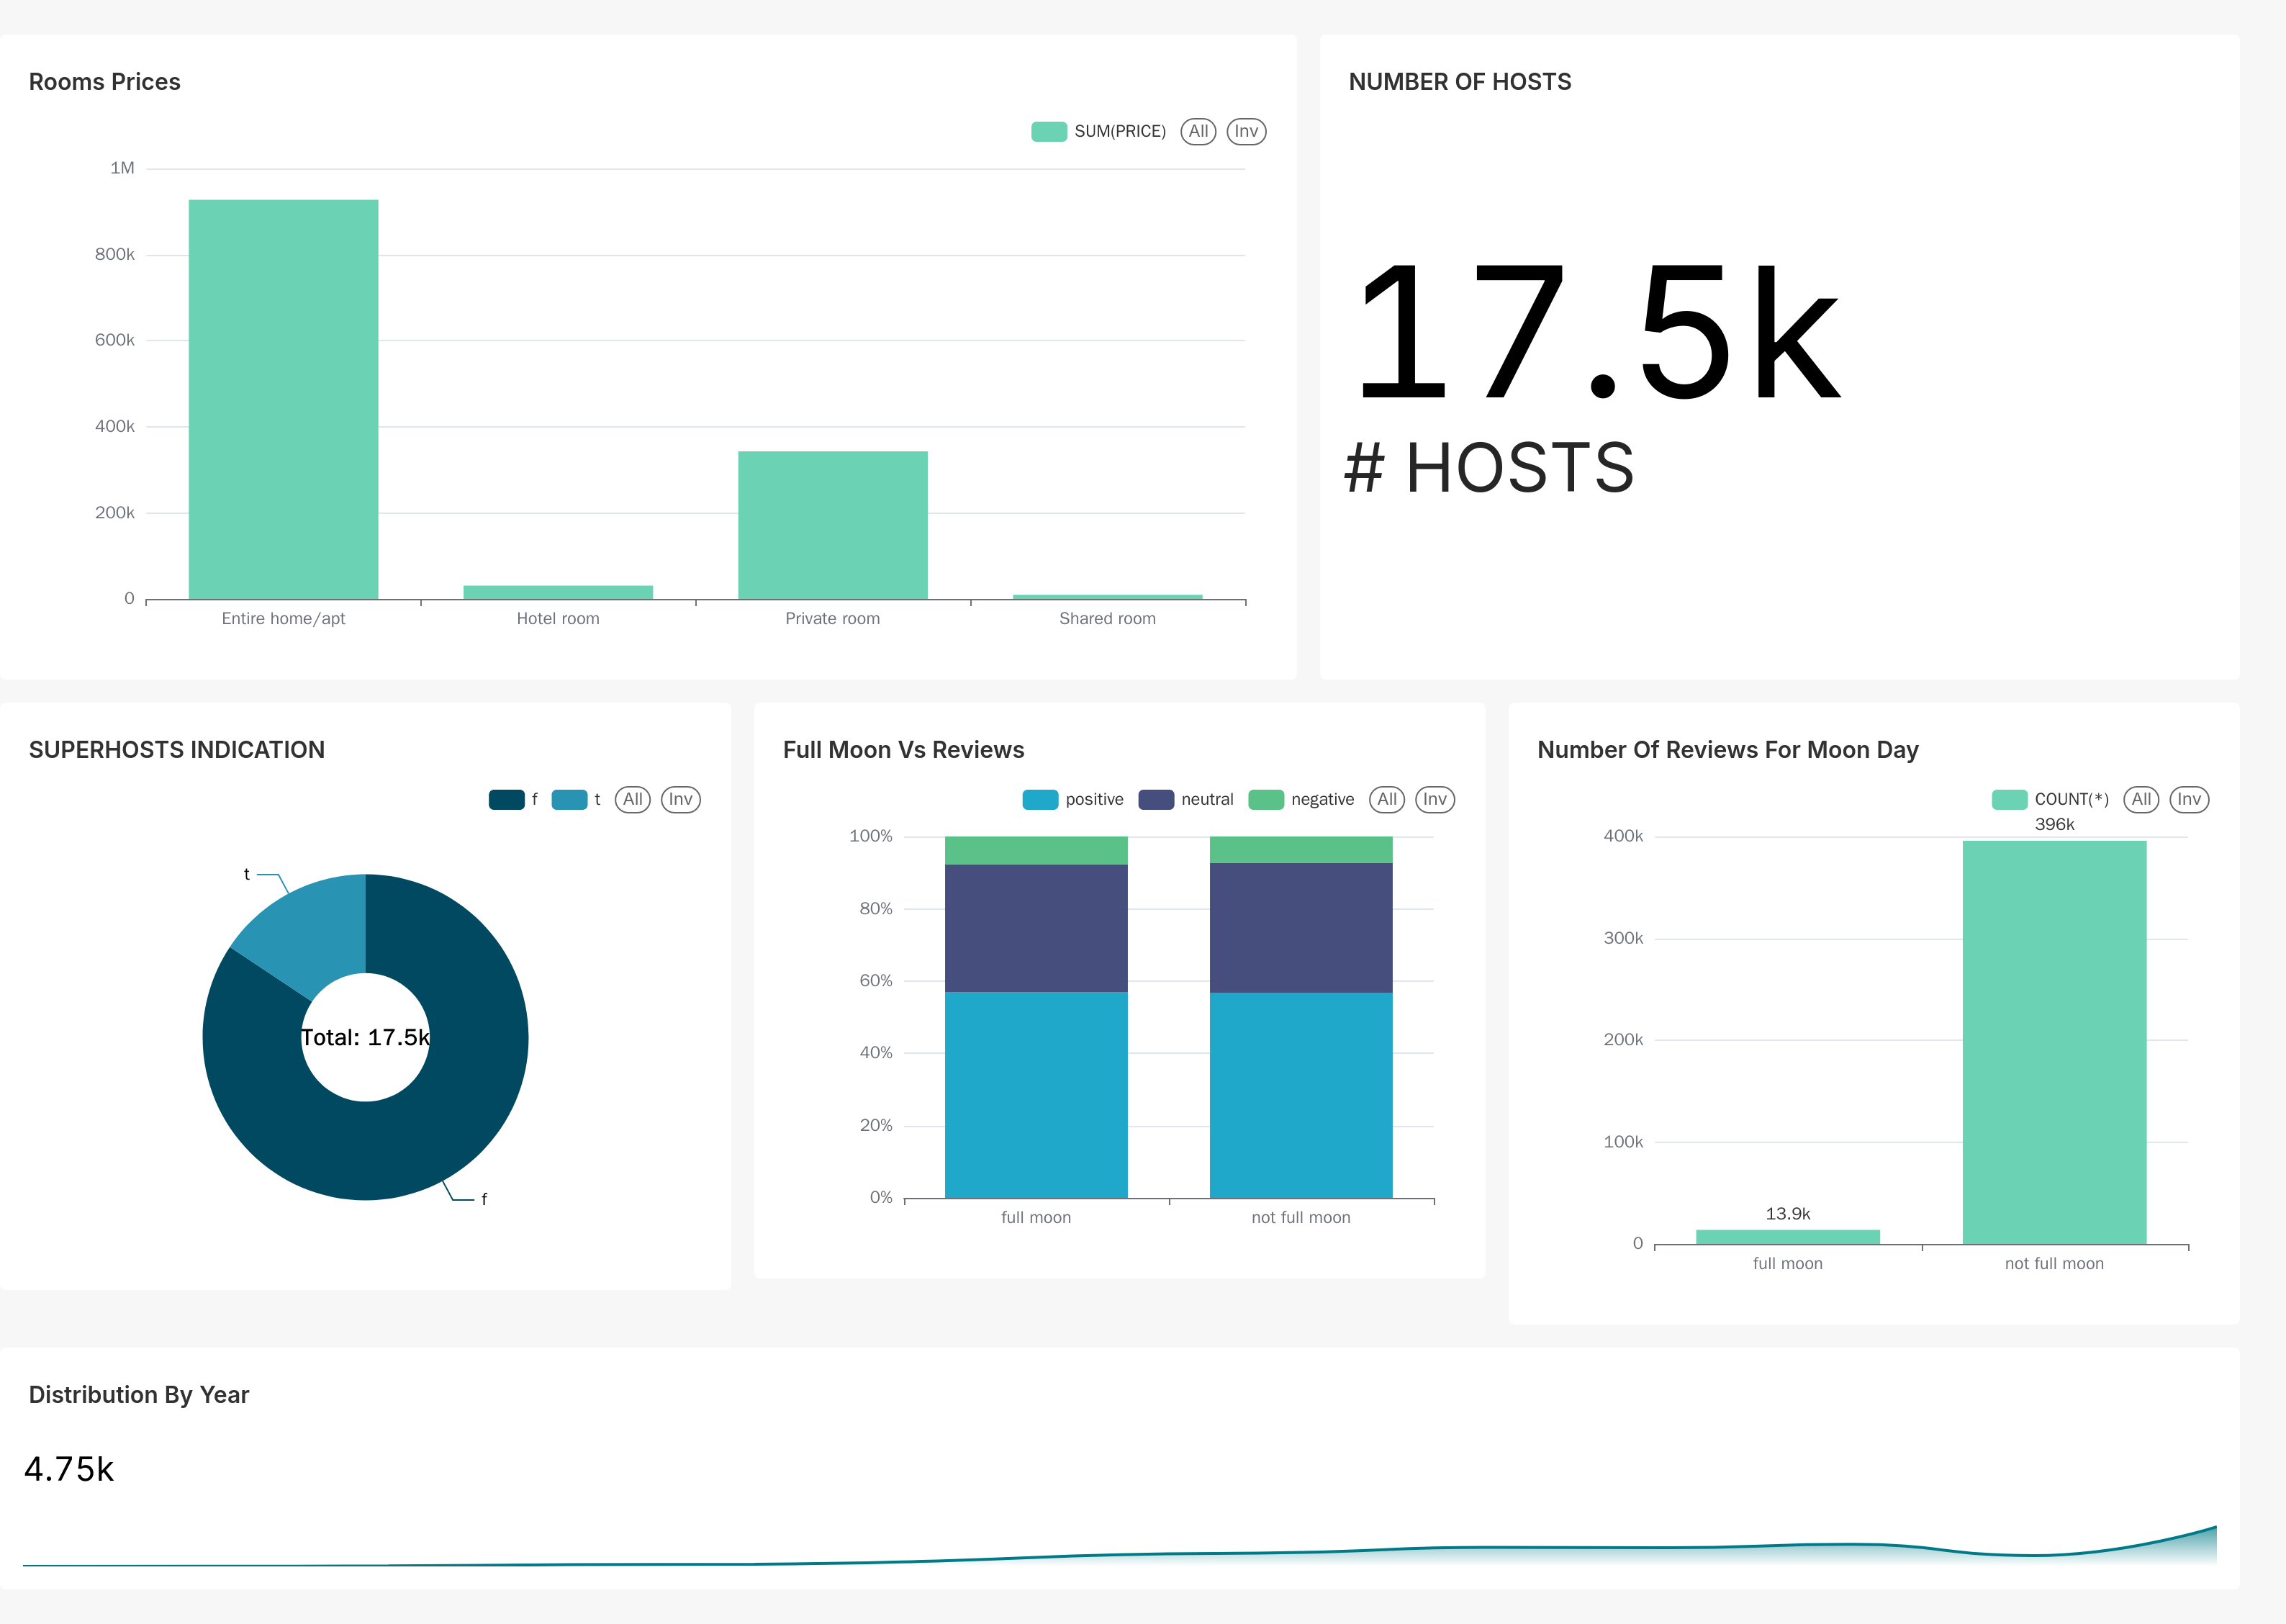 Rooms Prices
SUM(PRICE) All Inv
1M
800k
600k
400k
200k
0
Entire home/apt Hotel room Private room Shared room
NUMBER OF HOSTS
17.5k
# HOSTS
SUPERHOSTS INDICATION
f t All Inv
t
Total: 17.5k
f
Full Moon Vs Reviews
positive neutral negative All Inv
100%
80%
60%
40%
20%
0%
full moon not full moon
Number Of Reviews For Moon Day
COUNT(*) All Inv
396k
400k
300k
200k
100k
13.9k
0
full moon not full moon
Distribution By Year
4.75k